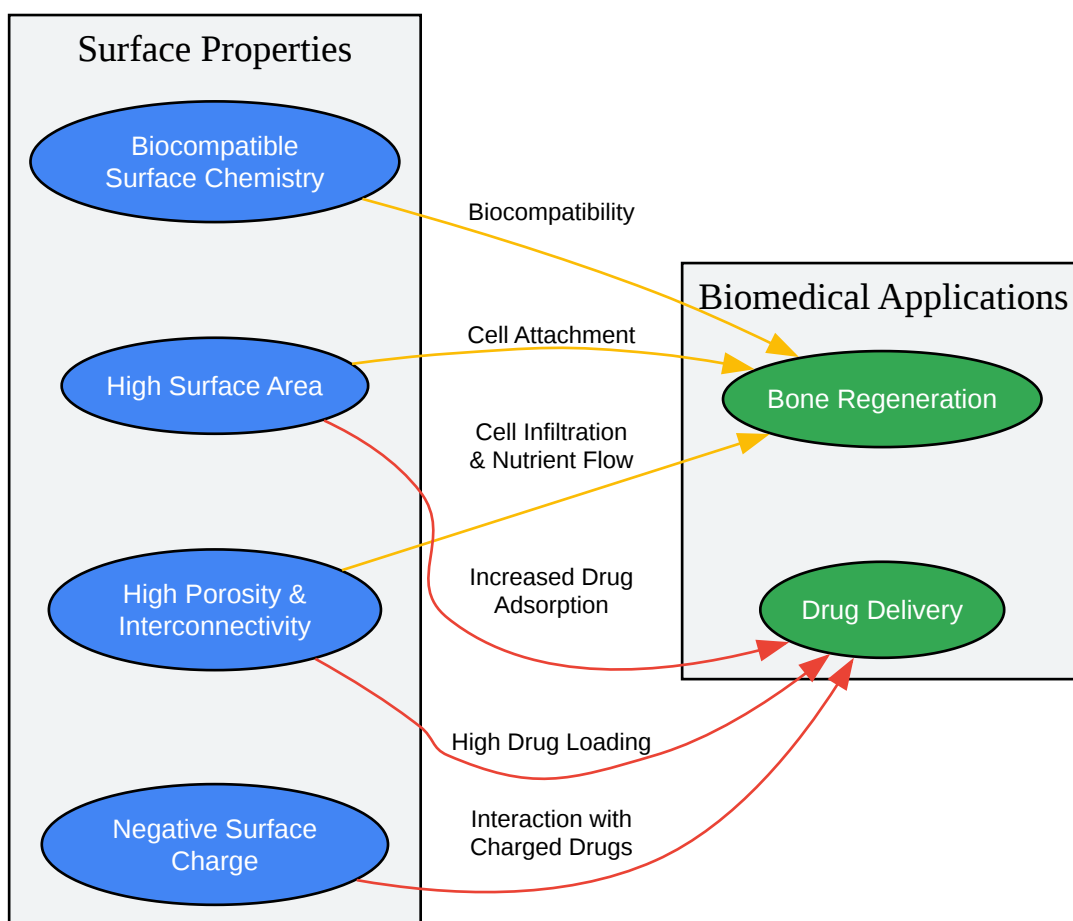 Surface Properties
Biocompatible
Surface Chemistry
High Surface Area
High Porosity &
Interconnectivity
Negative Surface
Charge
Biocompatibility
Cell Attachment
Cell Infiltration
& Nutrient Flow
Increased Drug
Adsorption
High Drug Loading
Interaction with
Charged Drugs
Biomedical Applications
Bone Regeneration
Drug Delivery